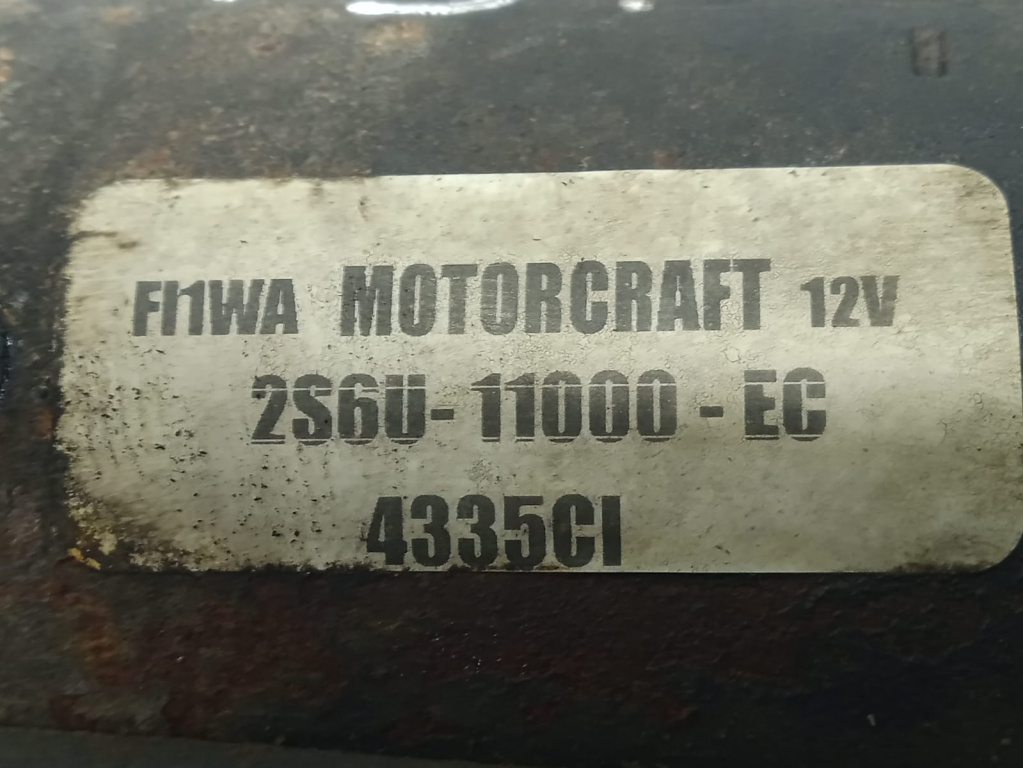 FI1WA MOTORCRAFT 12V
2S6U-11000-EC
4335CI